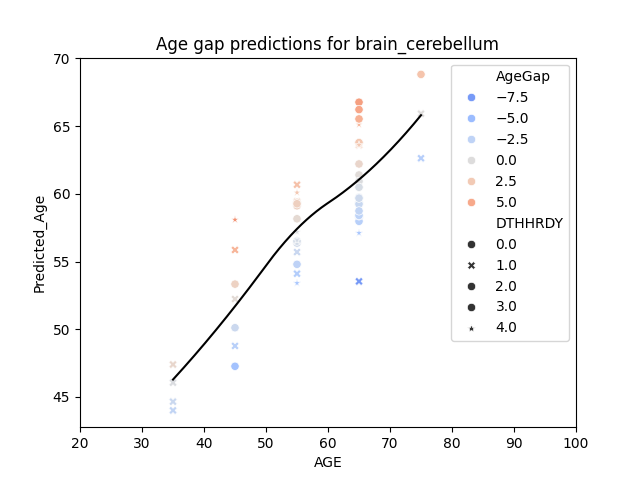 Age gap predictions for brain_cerebellum
Predicted_Age
70
65
60
55
50
45
20 30 40 50 60 70 80 90 100
AGE
AgeGap
−7.5
−5.0
−2.5
0.0
2.5
5.0
DTHHRDY
0.0
1.0
2.0
3.0
4.0